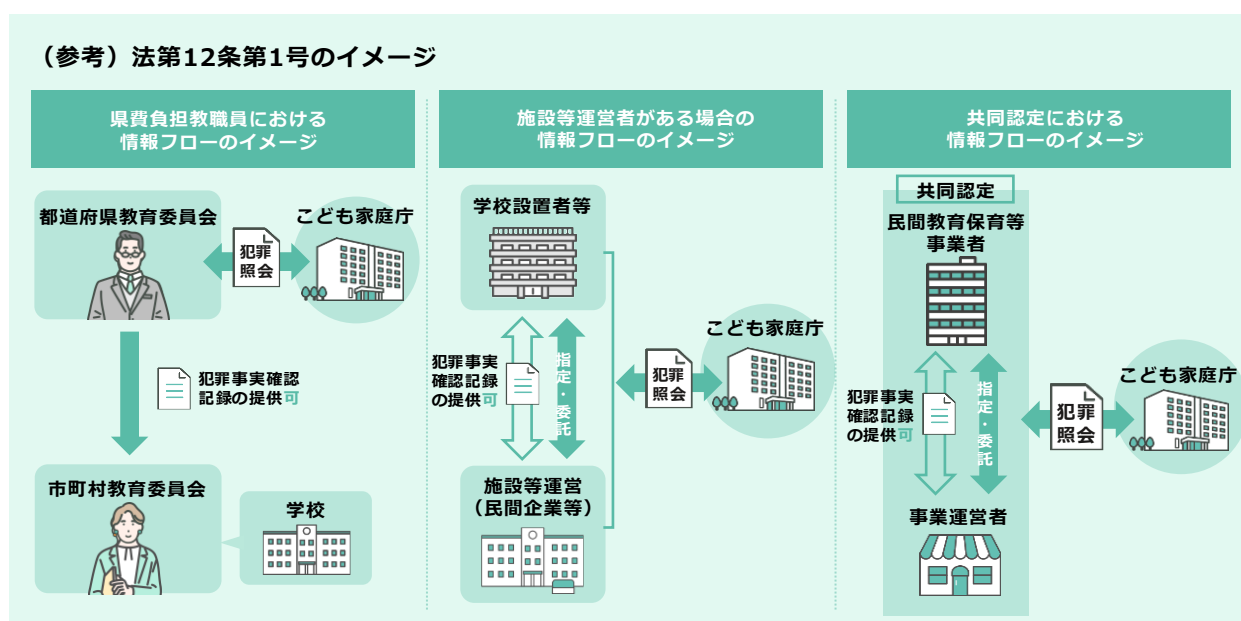 （参考）法第12条第1号のイメージ
県費負担教職員における
情報フローのイメージ
都道府県教育委員会
こども家庭庁
犯罪
照会
犯罪事実確認
記録の提供可
市町村教育委員会
学校
施設等運営者がある場合の
情報フローのイメージ
学校設置者等
犯罪事実
確認記録
の提供可
指定・委託
こども家庭庁
犯罪
照会
施設等運営
（民間企業等）
共同認定における
情報フローのイメージ
共同認定
民間教育保育等
事業者
犯罪事実
確認記録
の提供可
指定・委託
こども家庭庁
犯罪
照会
事業運営者